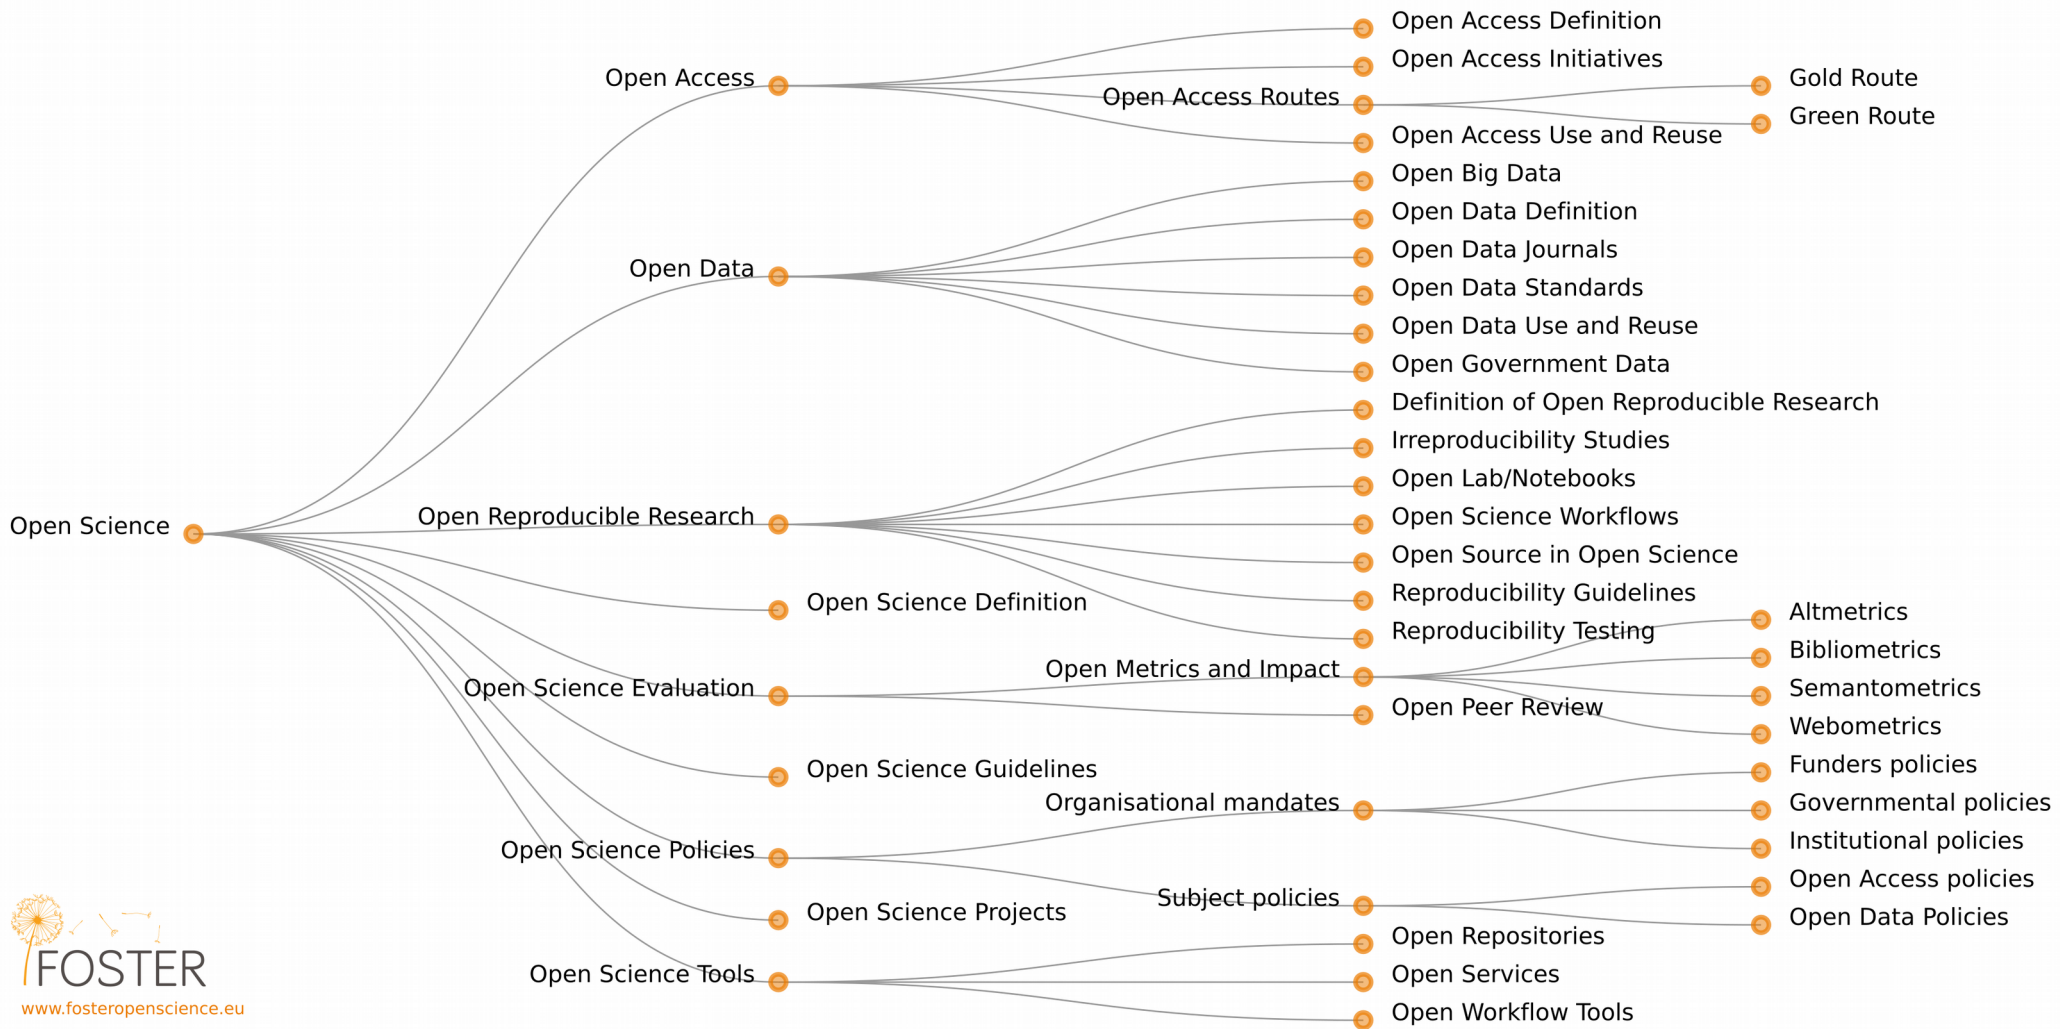 Open Science
Open Access
Open Access Definition
Open Access Initiatives
Open Access Routes
Gold Route
Green Route
Open Access Use and Reuse
Open Data
Open Big Data
Open Data Definition
Open Data Journals
Open Data Standards
Open Data Use and Reuse
Open Government Data
Open Reproducible Research
Definition of Open Reproducible Research
Irreproducibility Studies
Open Lab/Notebooks
Open Science Workflows
Open Source in Open Science
Reproducibility Guidelines
Reproducibility Testing
Open Science Definition
Open Science Evaluation
Open Metrics and Impact
Altmetrics
Bibliometrics
Semantometrics
Webometrics
Open Peer Review
Open Science Guidelines
Open Science Policies
Organisational mandates
Funders policies
Governmental policies
Institutional policies
Subject policies
Open Access policies
Open Data Policies
Open Science Projects
Open Science Tools
Open Repositories
Open Services
Open Workflow Tools
FOSTER
www.fosteropenscience.eu